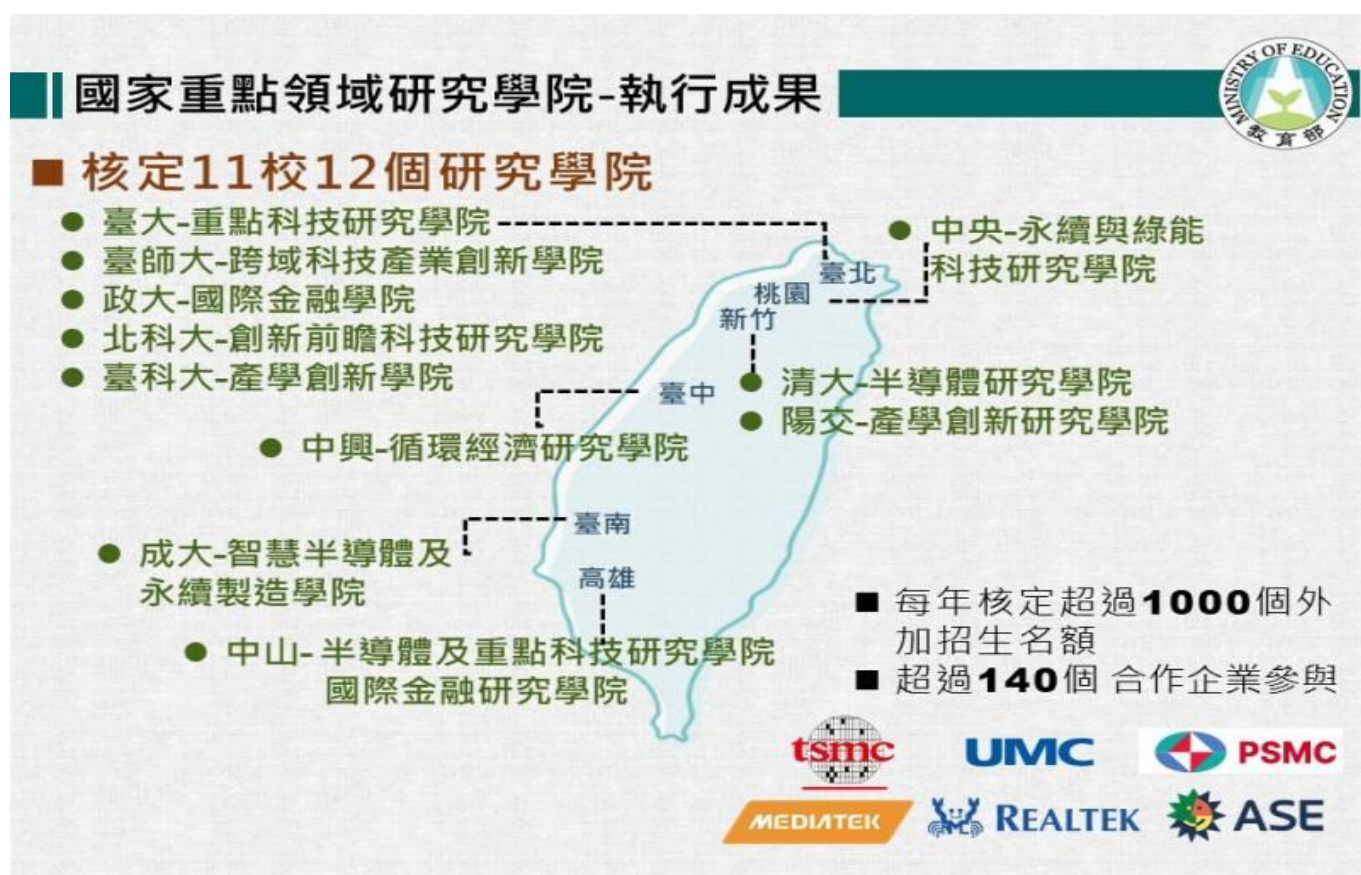 國家重點領域研究學院-執行成果
MINISTRY OF EDUCATION
教育部
■ 核定11校12個研究學院
● 臺大-重點科技研究學院
● 臺師大-跨域科技產業創新學院
● 政大-國際金融學院
● 北科大-創新前瞻科技研究學院
● 臺科大-產學創新學院
● 中央-永續與綠能
科技研究學院
臺北
桃園
新竹
● 清大-半導體研究學院
● 陽交-產學創新研究學院
臺中
● 中興-循環經濟研究學院
臺南
● 成大-智慧半導體及
永續製造學院
高雄
● 中山- 半導體及重點科技研究學院
國際金融研究學院
■ 每年核定超過1000個外
加招生名額
■ 超過140個 合作企業參與
tsmc
UMC
PSMC
MEDIATEK
REALTEK
ASE